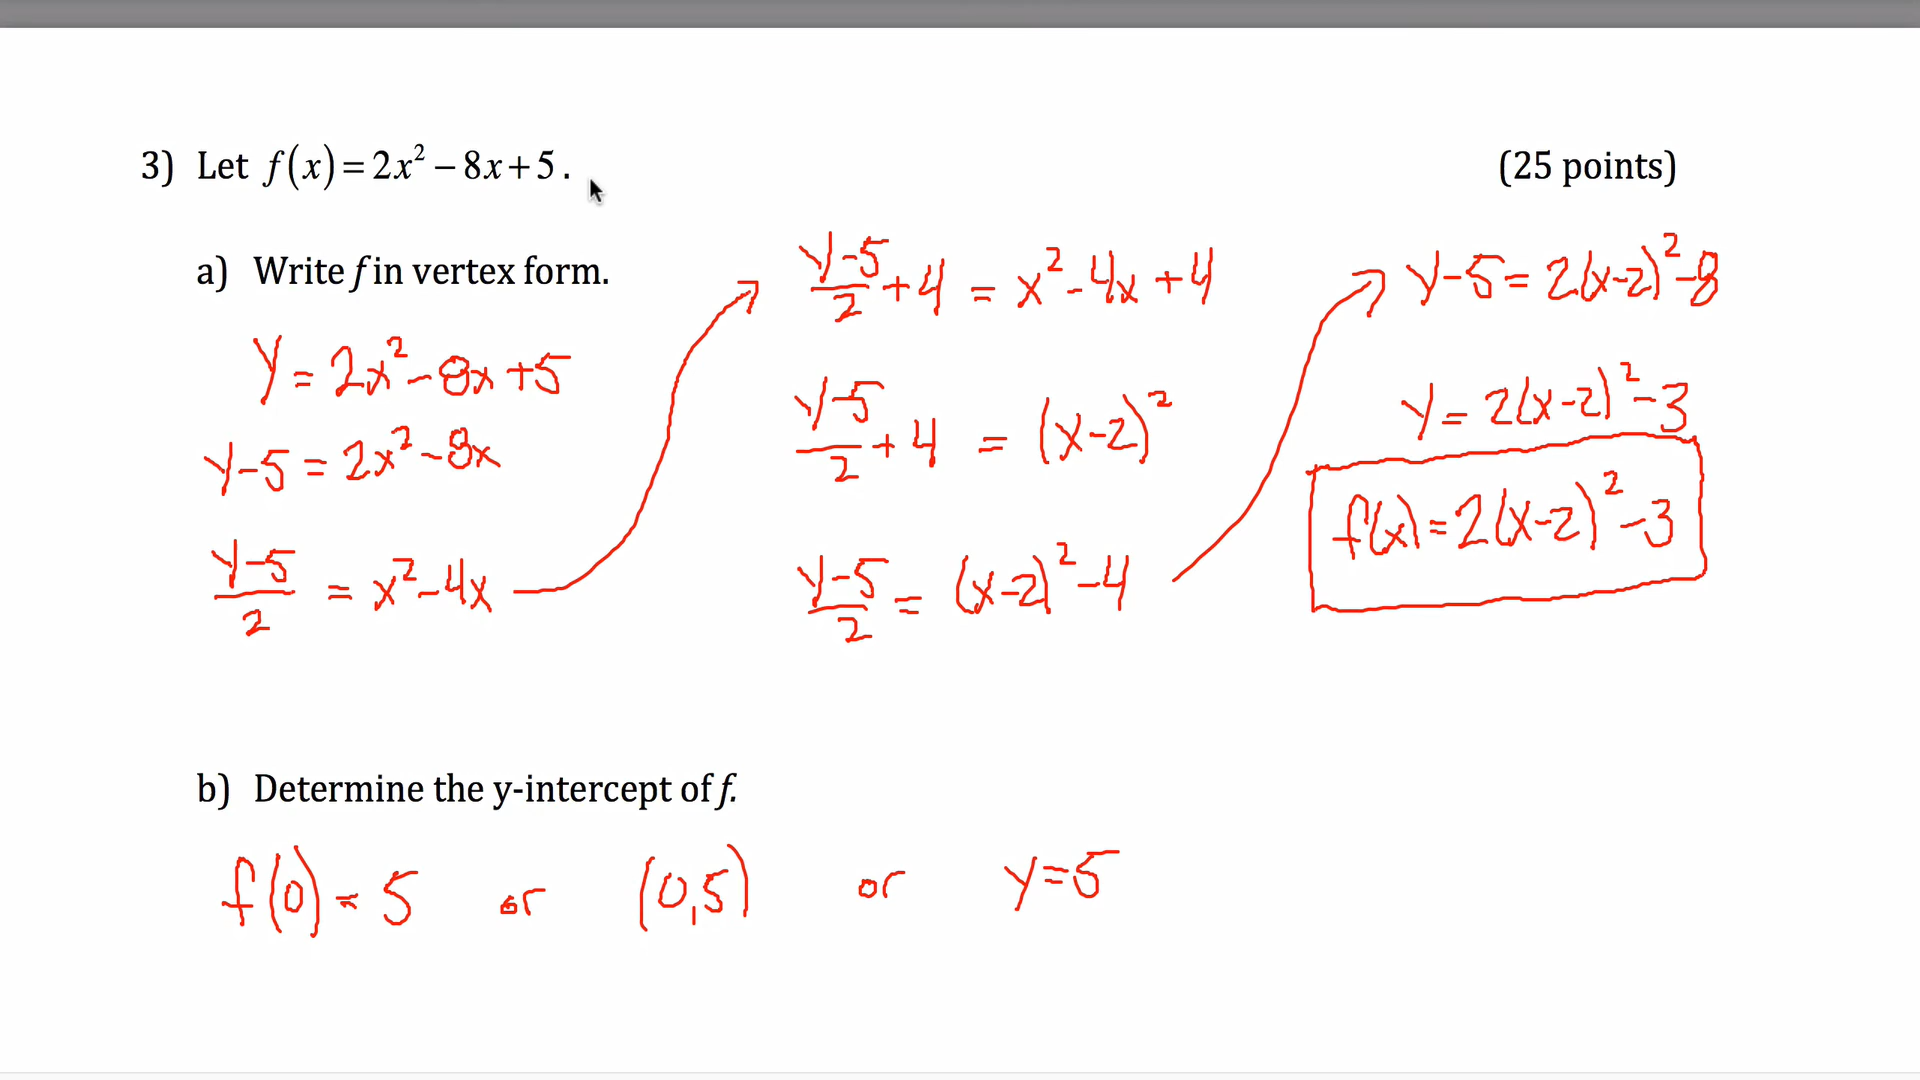 3) Let f(x) = 2x² − 8x + 5 .
(25 points)
a) Write f in vertex form.
y = 2x² - 8x + 5
y - 5 = 2x² - 8x
(y-5)/2 = x² - 4x
(y-5)/2 + 4 = x² - 4x + 4
(y-5)/2 + 4 = (x-2)²
(y-5)/2 = (x-2)² - 4
y - 5 = 2(x-2)² - 8
y = 2(x-2)² - 3
f(x) = 2(x-2)² - 3
b) Determine the y-intercept of f.
f(0) = 5 or (0,5) or y = 5